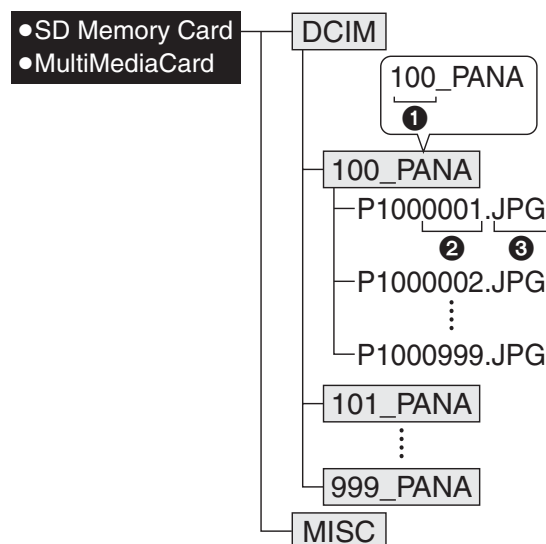 ●SD Memory Card
●MultiMediaCard
DCIM
100_PANA
❶
100_PANA
P1000001.JPG
❷ ❸
P1000002.JPG
P1000999.JPG
101_PANA
999_PANA
MISC